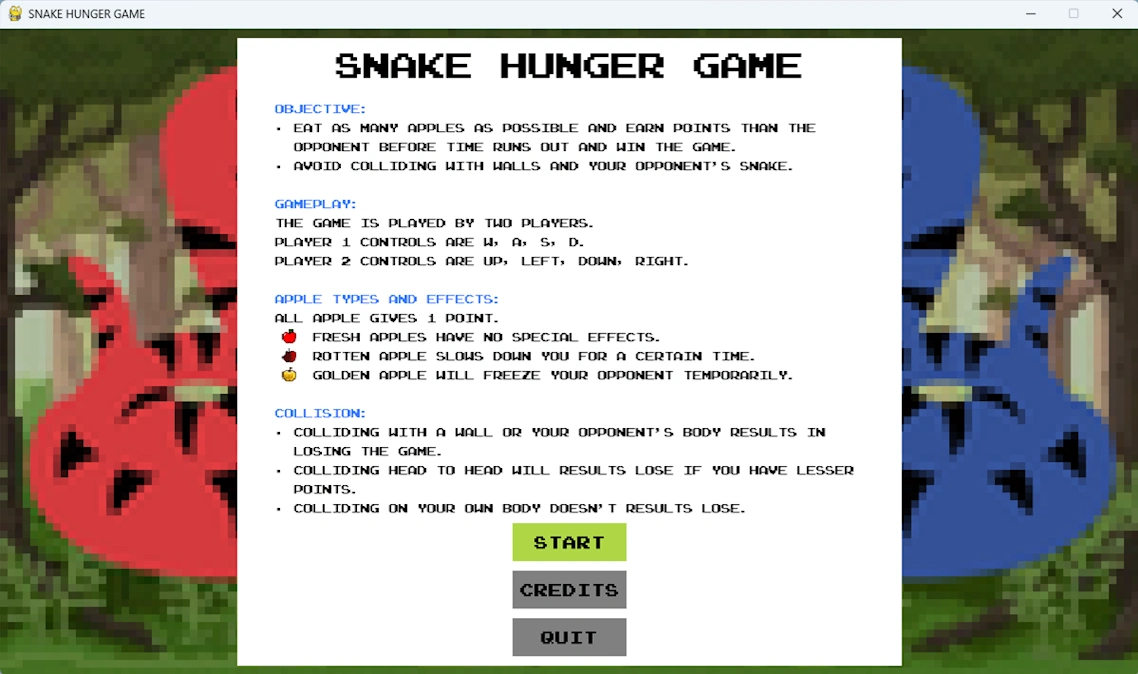 SNAKE HUNGER GAME
SNAKE HUNGER GAME
OBJECTIVE:
• EAT AS MANY APPLES AS POSSIBLE AND EARN POINTS THAN THE
OPPONENT BEFORE TIME RUNS OUT AND WIN THE GAME.
• AVOID COLLIDING WITH WALLS AND YOUR OPPONENT'S SNAKE.
GAMEPLAY:
THE GAME IS PLAYED BY TWO PLAYERS.
PLAYER 1 CONTROLS ARE W, A, S, D.
PLAYER 2 CONTROLS ARE UP, LEFT, DOWN, RIGHT.
APPLE TYPES AND EFFECTS:
ALL APPLE GIVES 1 POINT.
FRESH APPLES HAVE NO SPECIAL EFFECTS.
ROTTEN APPLE SLOWS DOWN YOU FOR A CERTAIN TIME.
GOLDEN APPLE WILL FREEZE YOUR OPPONENT TEMPORARILY.
COLLISION:
• COLLIDING WITH A WALL OR YOUR OPPONENT'S BODY RESULTS IN
LOSING THE GAME.
• COLLIDING HEAD TO HEAD WILL RESULTS LOSE IF YOU HAVE LESSER
POINTS.
• COLLIDING ON YOUR OWN BODY DOESN'T RESULTS LOSE.
START
CREDITS
QUIT